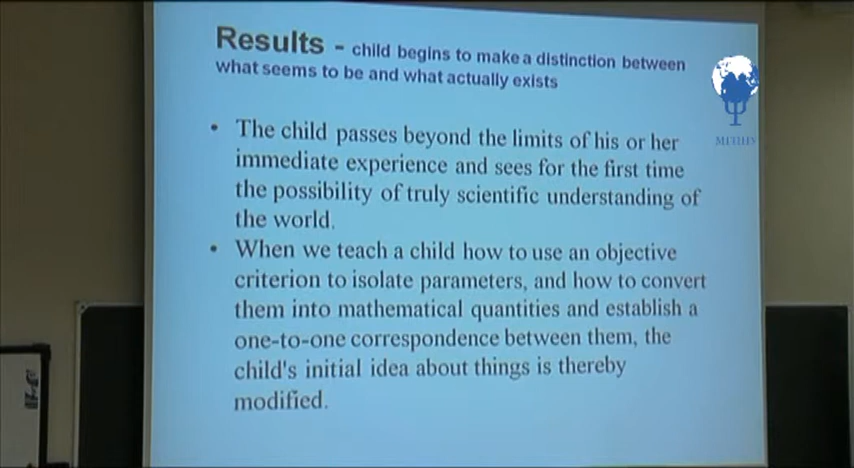 Results - child begins to make a distinction between
what seems to be and what actually exists
• The child passes beyond the limits of his or her
immediate experience and sees for the first time
the possibility of truly scientific understanding of
the world.
• When we teach a child how to use an objective
criterion to isolate parameters, and how to convert
them into mathematical quantities and establish a
one-to-one correspondence between them, the
child's initial idea about things is thereby
modified.